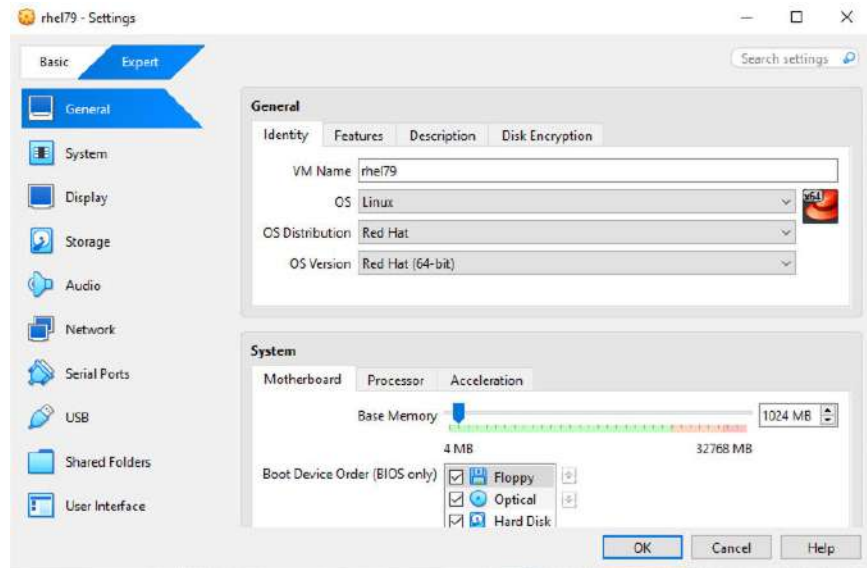 rhel79 - Settings
Basic
Expert
Search settings
General
System
Display
Storage
Audio
Network
Serial Ports
USB
Shared Folders
User Interface
General
Identity Features Description Disk Encryption
VM Name rhel79
OS Linux
x64
OS Distribution Red Hat
OS Version Red Hat (64-bit)
System
Motherboard Processor Acceleration
Base Memory 1024 MB
4 MB 32768 MB
Boot Device Order (BIOS only) Floppy
Optical
Hard Disk
OK Cancel Help